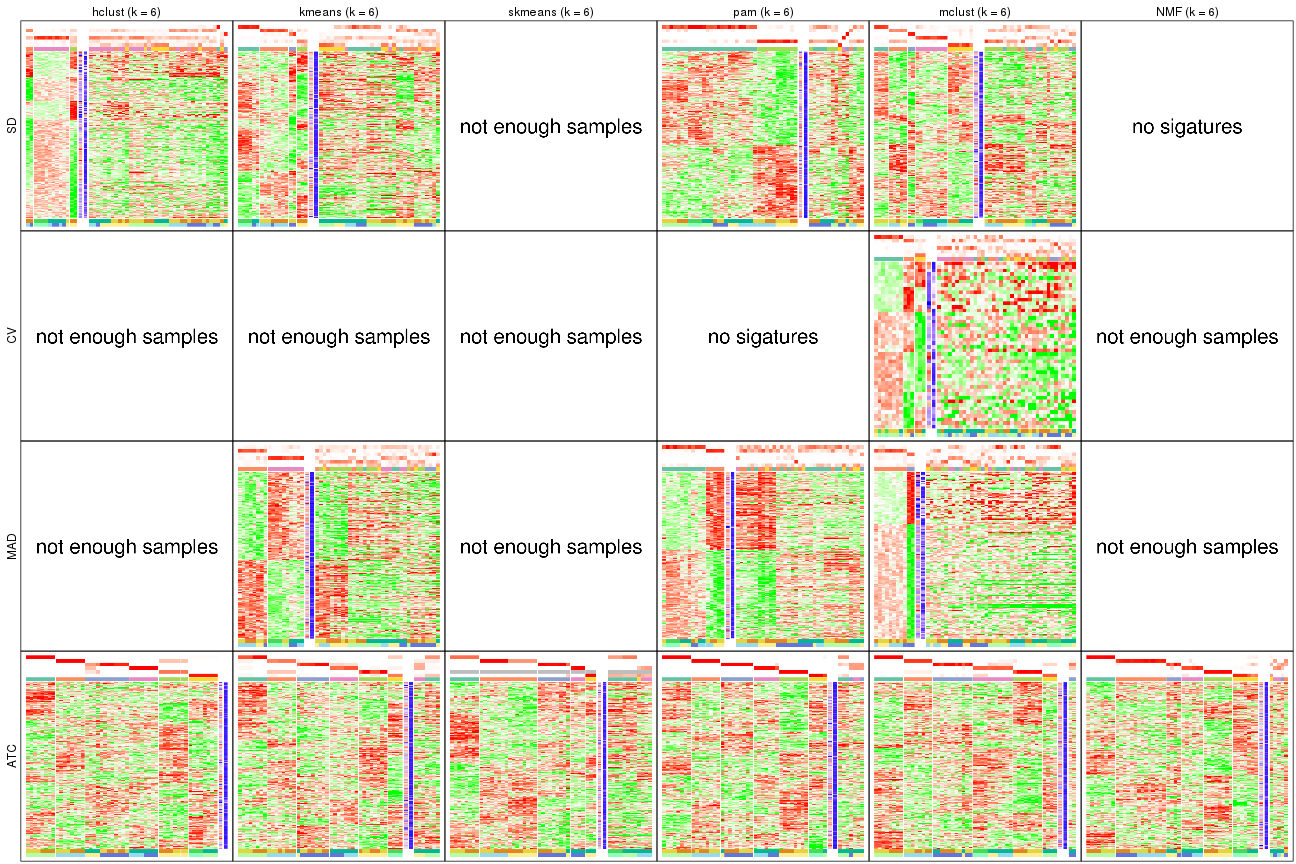 hclust (k = 6) kmeans (k = 6) skmeans (k = 6) pam (k = 6) mclust (k = 6) NMF (k = 6)
SD
not enough samples no sigatures
CV
not enough samples not enough samples not enough samples no sigatures not enough samples
MAD
not enough samples not enough samples not enough samples
ATC